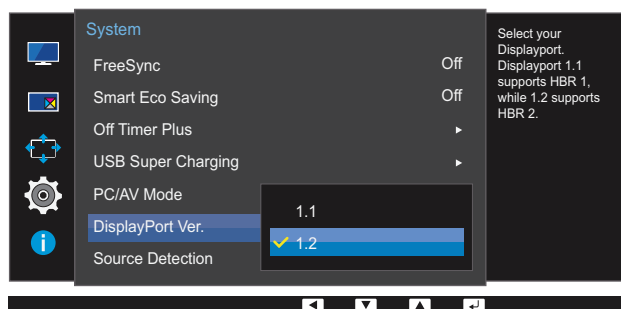 System
FreeSync Off
Smart Eco Saving Off
Off Timer Plus
USB Super Charging
PC/AV Mode
DisplayPort Ver.
Source Detection
1.1
1.2
Select your
Displayport.
Displayport 1.1
supports HBR 1,
while 1.2 supports
HBR 2.
i